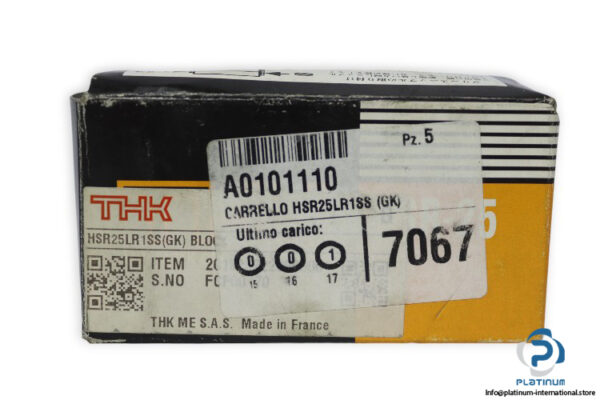 Pz. 5
A0101110
CARRELLO HSR25LR1SS (GK)
Ultimo carico:
0 0 1
15 16 17
7067
THK
HSR25LR1SS(GK) BLOC
ITEM 20
S.NO
THK ME S.A.S. Made in France
PLATINUM
Info@platinum-international.store